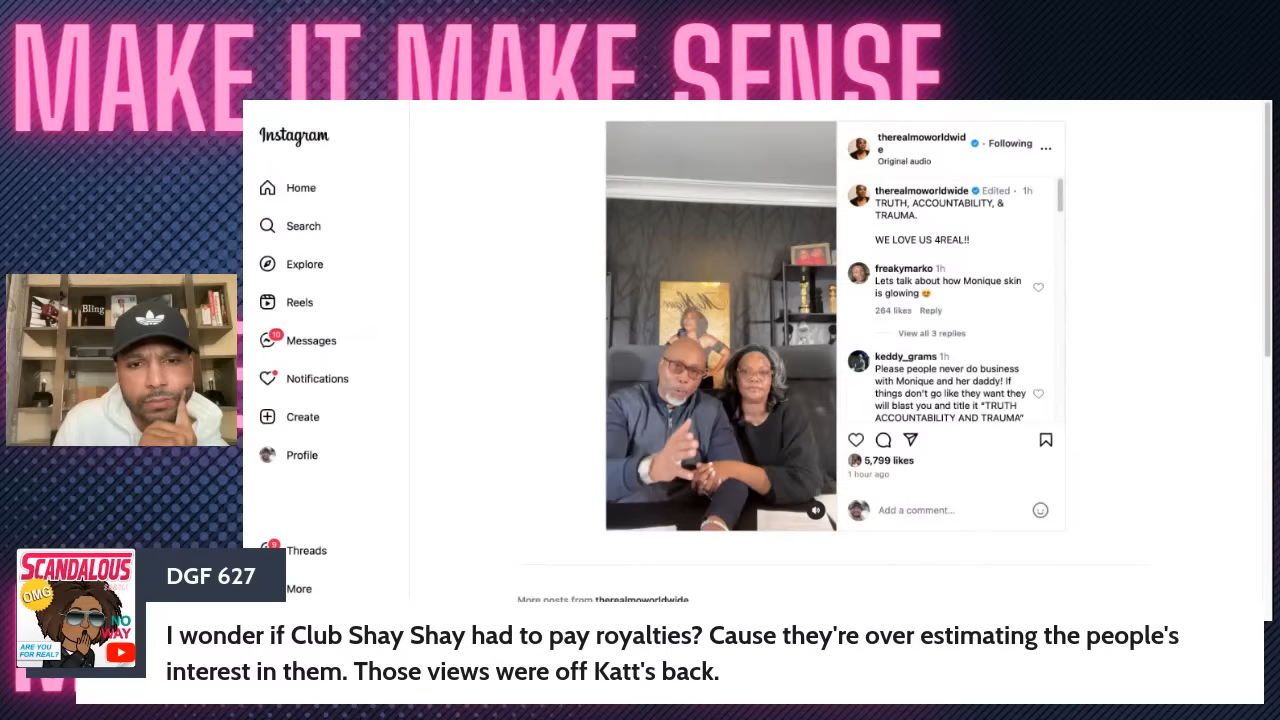 MAKE IT MAKE SENSE
Instagram
Home
Search
Explore
Reels
10
Messages
Notifications
Create
Profile
9
Threads
More
therealmoworldwid
e
• Following
Original audio
therealmoworldwide Edited • 1h
TRUTH, ACCOUNTABILITY, &
TRAUMA.
WE LOVE US 4REAL!!
freakymarko 1h
Lets talk about how Monique skin
is glowing 😍
264 likes Reply
View all 3 replies
keddy_grams 1h
Please people never do business
with Monique and her daddy! If
things don't go like they want they
will blast you and title it "TRUTH
ACCOUNTABILITY AND TRAUMA"
5,799 likes
1 hour ago
Add a comment...
More posts from therealmoworldwide
Bling
SCANDALOUS
OMG
NO
WAY
ARE YOU
FOR REAL?
DGF 627
I wonder if Club Shay Shay had to pay royalties? Cause they're over estimating the people's
interest in them. Those views were off Katt's back.